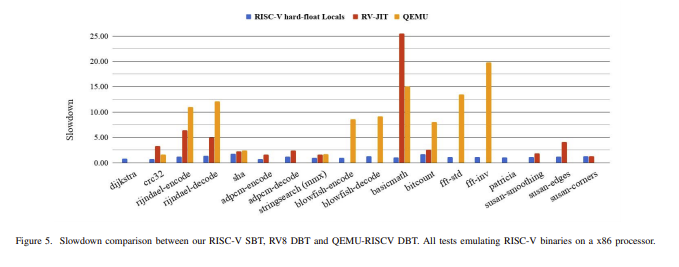 RISC-V hard-float Locals RV-JIT QEMU
25.00
20.00
15.00
10.00
5.00
0.00
Slowdown
dijkstra
crc32
rijndael-encode
rijndael-decode
sha
adpcm-encode
adpcm-decode
stringsearch (mmx)
blowfish-encode
blowfish-decode
basicmath
bitcount
fft-std
fft-inv
patricia
susan-smoothing
susan-edges
susan-corners
Figure 5. Slowdown comparison between our RISC-V SBT, RV8 DBT and QEMU-RISCV DBT. All tests emulating RISC-V binaries on a x86 processor.